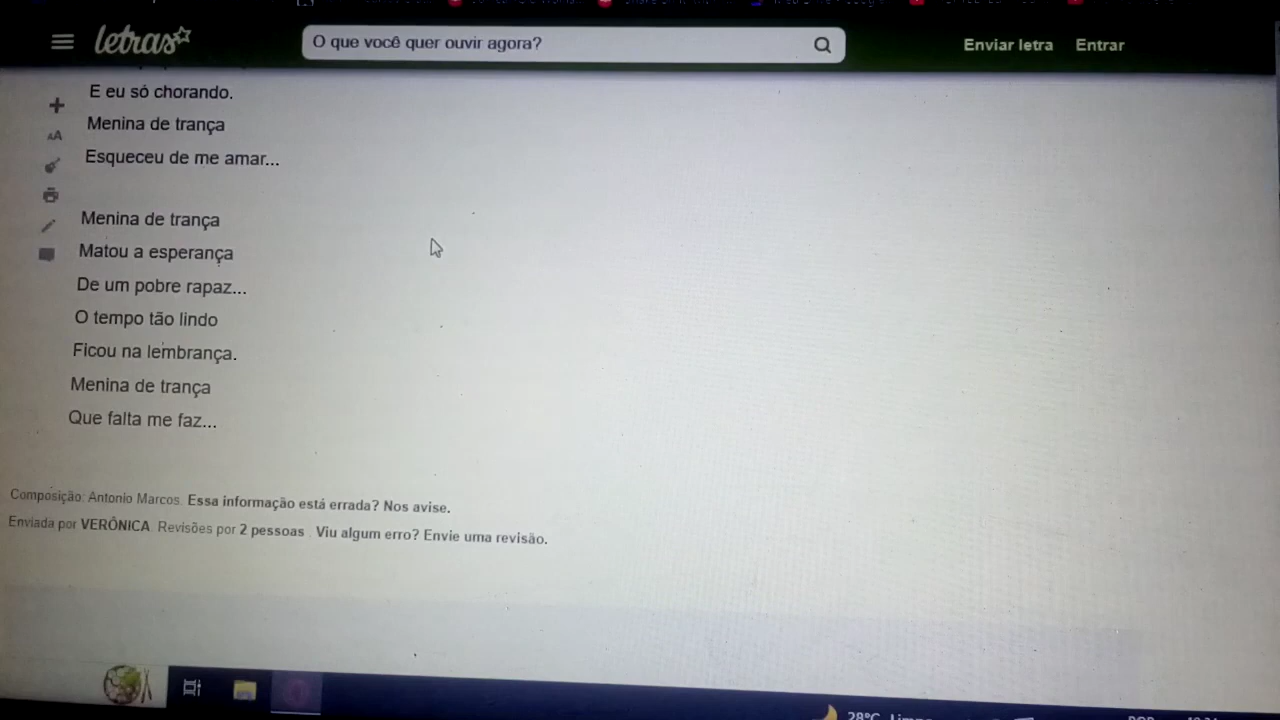 letras
O que você quer ouvir agora?
Enviar letra Entrar
E eu só chorando.
Menina de trança
Esqueceu de me amar...
Menina de trança
Matou a esperança
De um pobre rapaz...
O tempo tão lindo
Ficou na lembrança.
Menina de trança
Que falta me faz...
Composição: Antonio Marcos. Essa informação está errada? Nos avise.
Enviada por VERÔNICA. Revisões por 2 pessoas. Viu algum erro? Envie uma revisão.
28°C